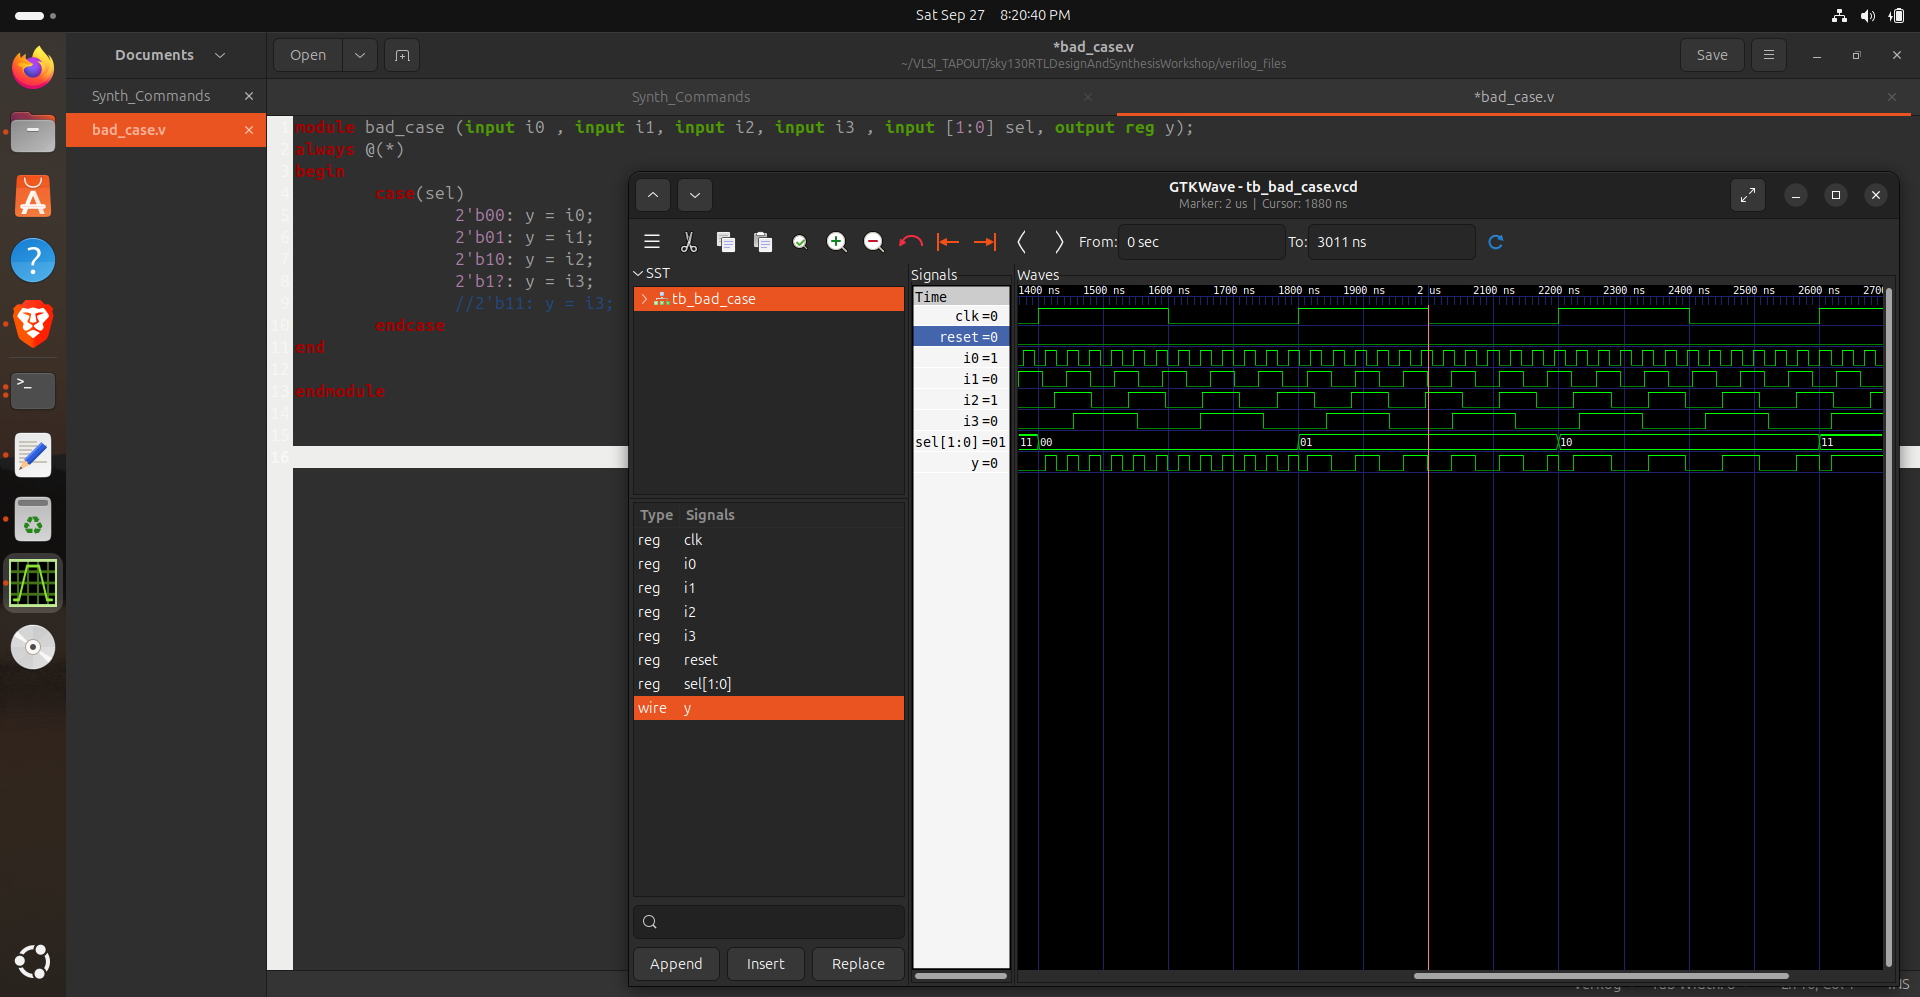 Sat Sep 27 8:20:40 PM
Documents
Open
*bad_case.v
~/VLSI_TAPOUT/sky130RTLDesignAndSynthesisWorkshop/verilog_files
Save
Synth_Commands
bad_case.v
Synth_Commands
*bad_case.v
1 module bad_case (input i0 , input i1, input i2, input i3 , input [1:0] sel, output reg y);
2 always @(*)
3 begin
4 case(sel)
5 2'b00: y = i0;
6 2'b01: y = i1;
7 2'b10: y = i2;
8 2'b1?: y = i3;
9 //2'b11: y = i3;
10 endcase
11 end
12
13 endmodule
14
15
16
GTKWave - tb_bad_case.vcd
Marker: 2 us | Cursor: 1880 ns
From: 0 sec
To: 3011 ns
SST
tb_bad_case
Type Signals
reg clk
reg i0
reg i1
reg i2
reg i3
reg reset
reg sel[1:0]
wire y
Append
Insert
Replace
Signals
Time
clk=0
reset=0
i0=1
i1=0
i2=1
i3=0
sel[1:0]=01
y=0
Waves
1400 ns 1500 ns 1600 ns 1700 ns 1800 ns 1900 ns 2 us 2100 ns 2200 ns 2300 ns 2400 ns 2500 ns 2600 ns
11 00 01 10 11